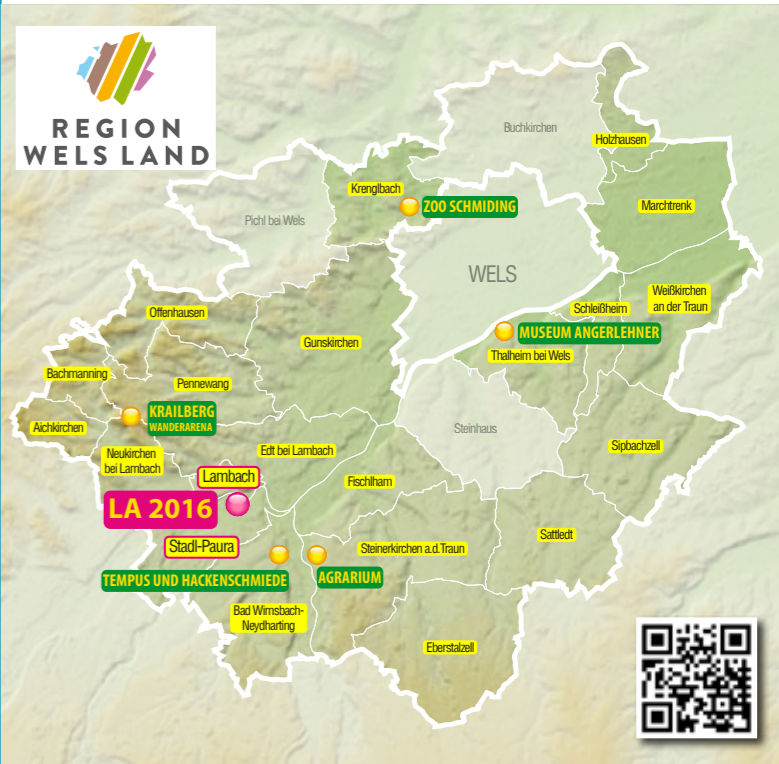 REGION
WELS LAND
Buchkirchen
Holzhausen
Krenglbach
ZOO SCHMIDING
Marchtrenk
Pichl bei Wels
WELS
Weißkirchen
an der Traun
Schleißheim
Offenhausen
MUSEUM ANGERLEHNER
Gunskirchen
Thalheim bei Wels
Bachmanning
Pennewang
KRAILBERG
WANDERARENA
Aichkirchen
Steinhaus
Neukirchen
bei Lambach
Edt bei Lambach
Sipbachzell
Lambach
Fischlham
LA 2016
Stadl-Paura
Steinerkirchen a.d.Traun
Sattledt
TEMPUS UND HACKENSCHMIEDE
AGRARIUM
Bad Wimsbach-
Neydharting
Eberstalzell